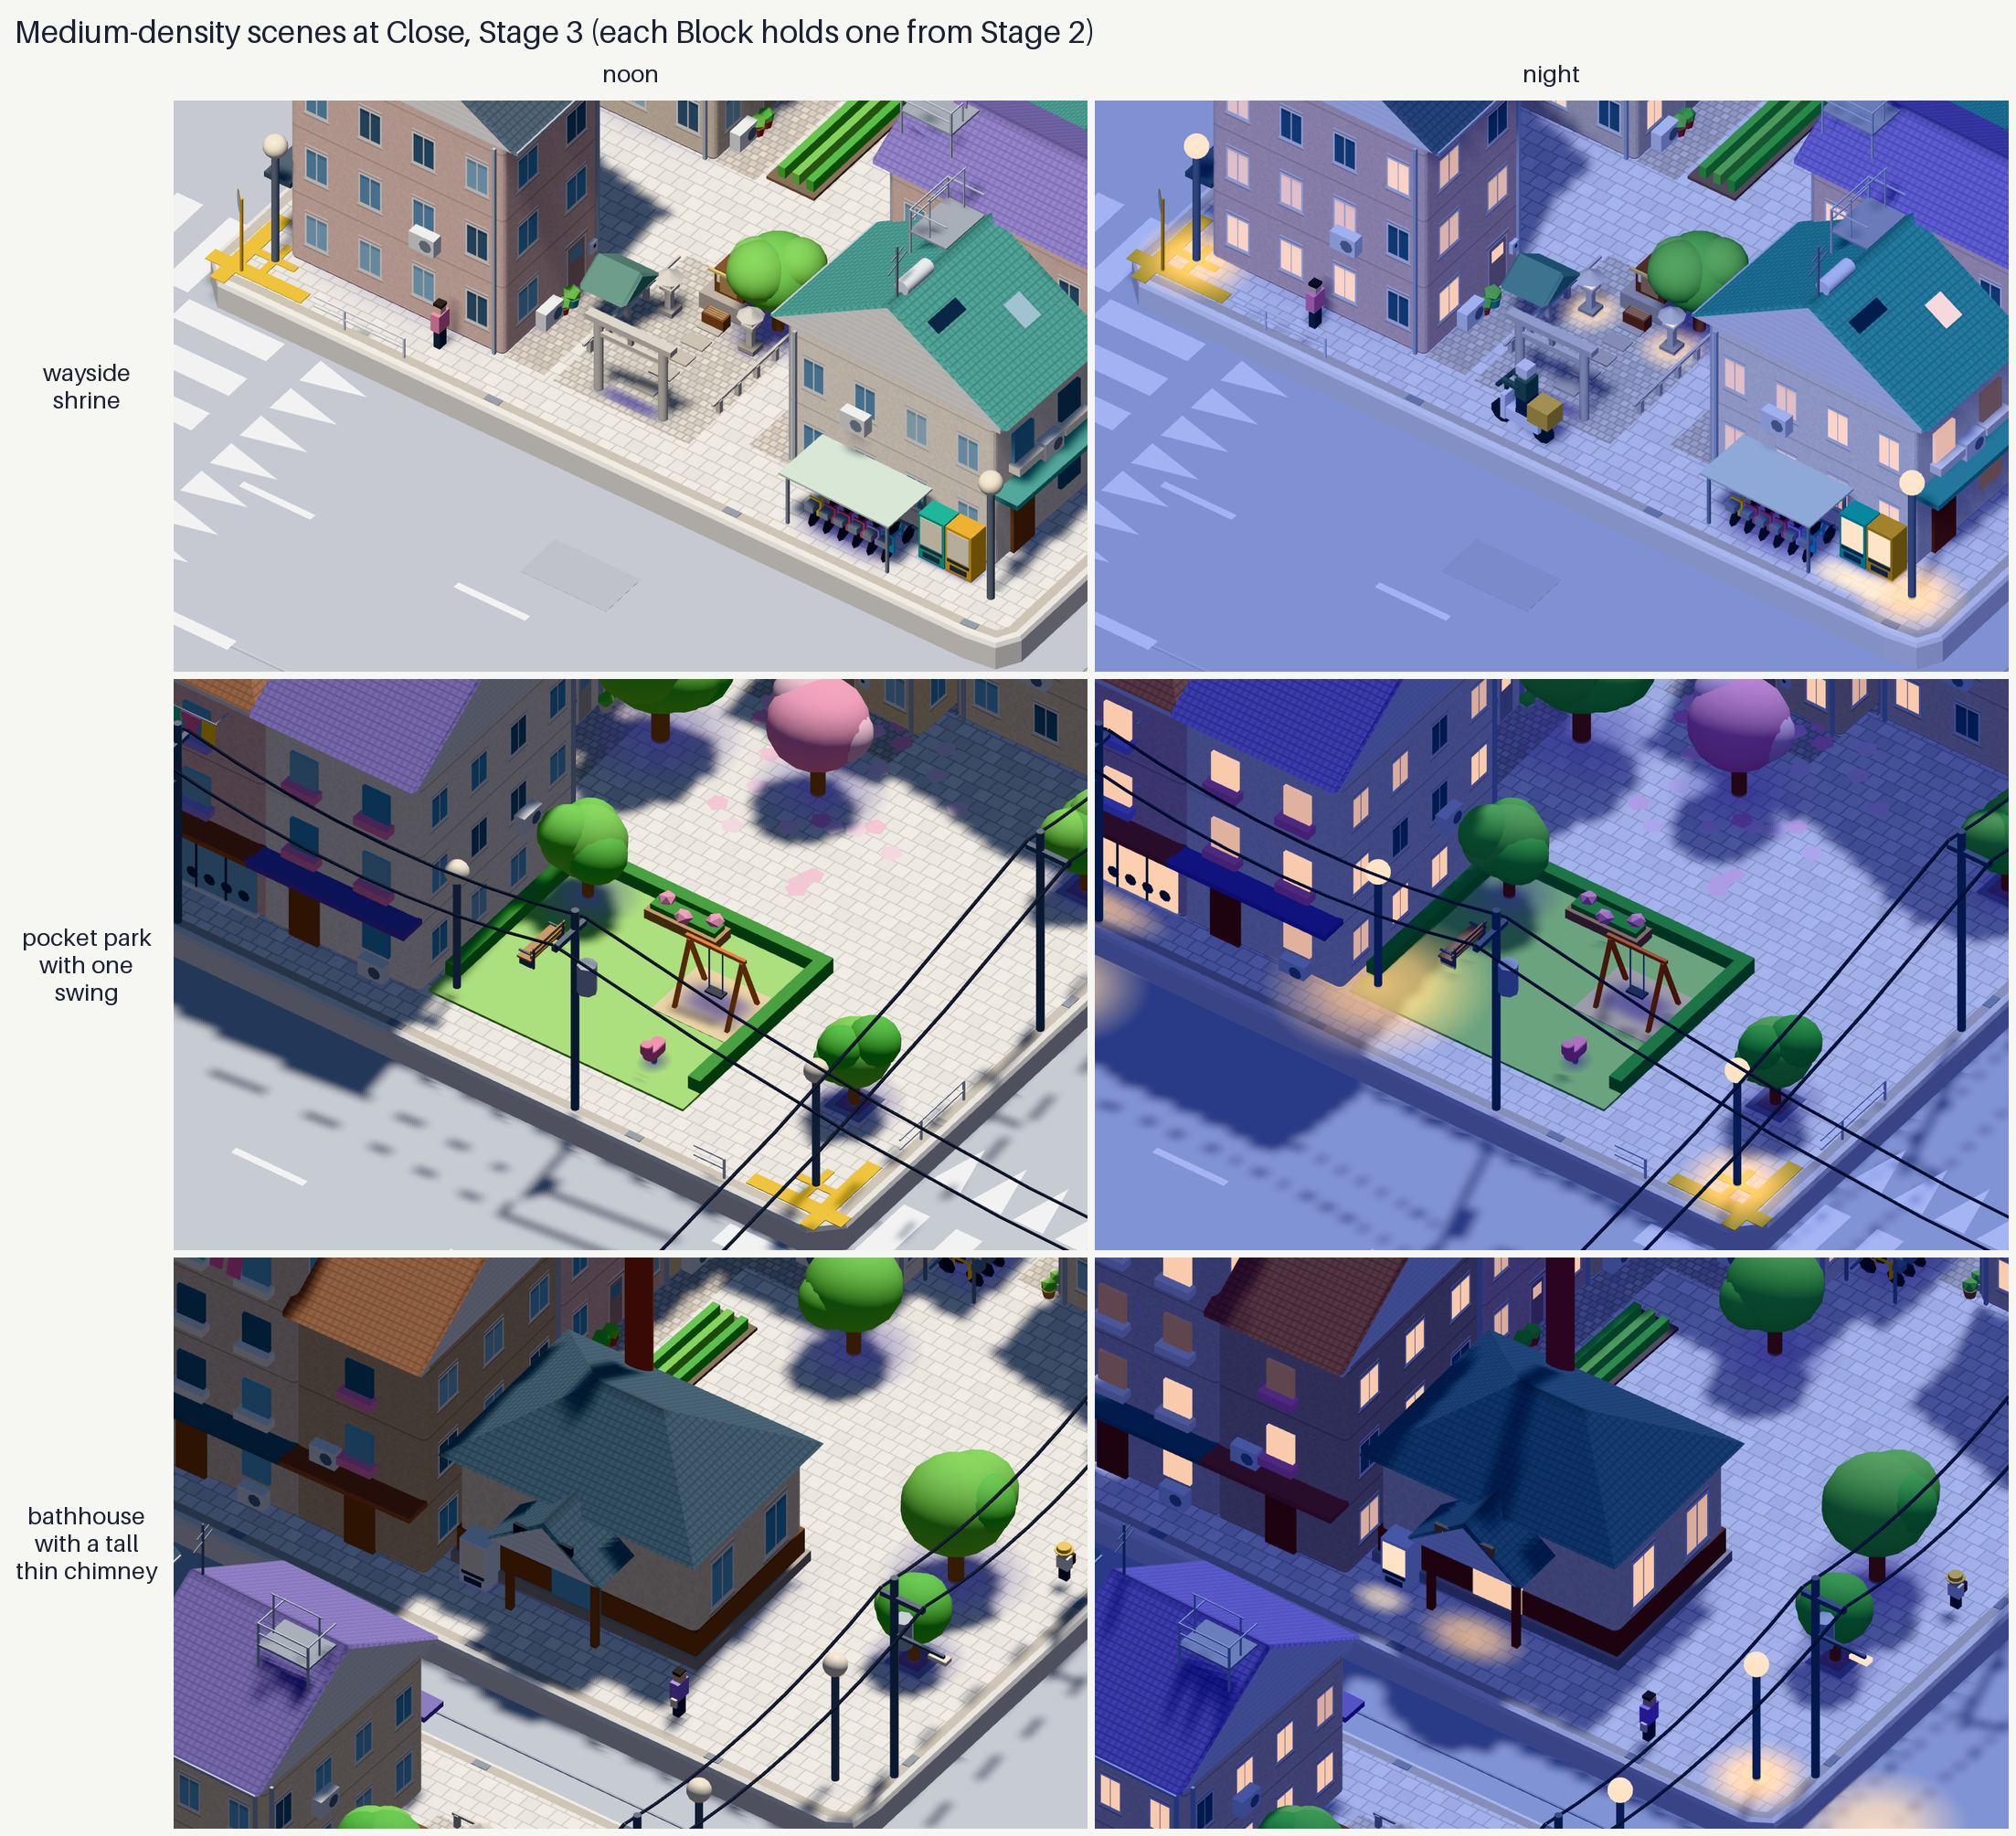 Medium-density scenes at Close, Stage 3 (each Block holds one from Stage 2)
noon
night
wayside
shrine
pocket park
with one
swing
bathhouse
with a tall
thin chimney